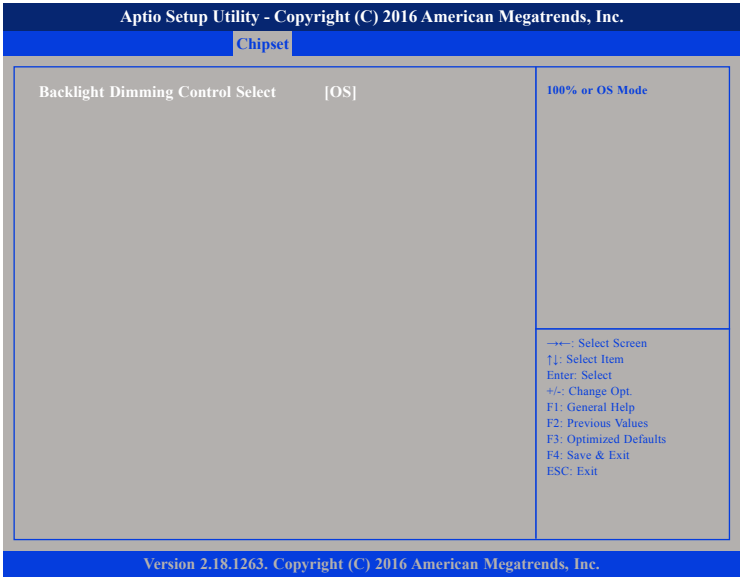 Aptio Setup Utility - Copyright (C) 2016 American Megatrends, Inc.
Chipset
Backlight Dimming Control Select [OS]
100% or OS Mode
→←: Select Screen
↑↓: Select Item
Enter: Select
+/-: Change Opt.
F1: General Help
F2: Previous Values
F3: Optimized Defaults
F4: Save & Exit
ESC: Exit
Version 2.18.1263. Copyright (C) 2016 American Megatrends, Inc.